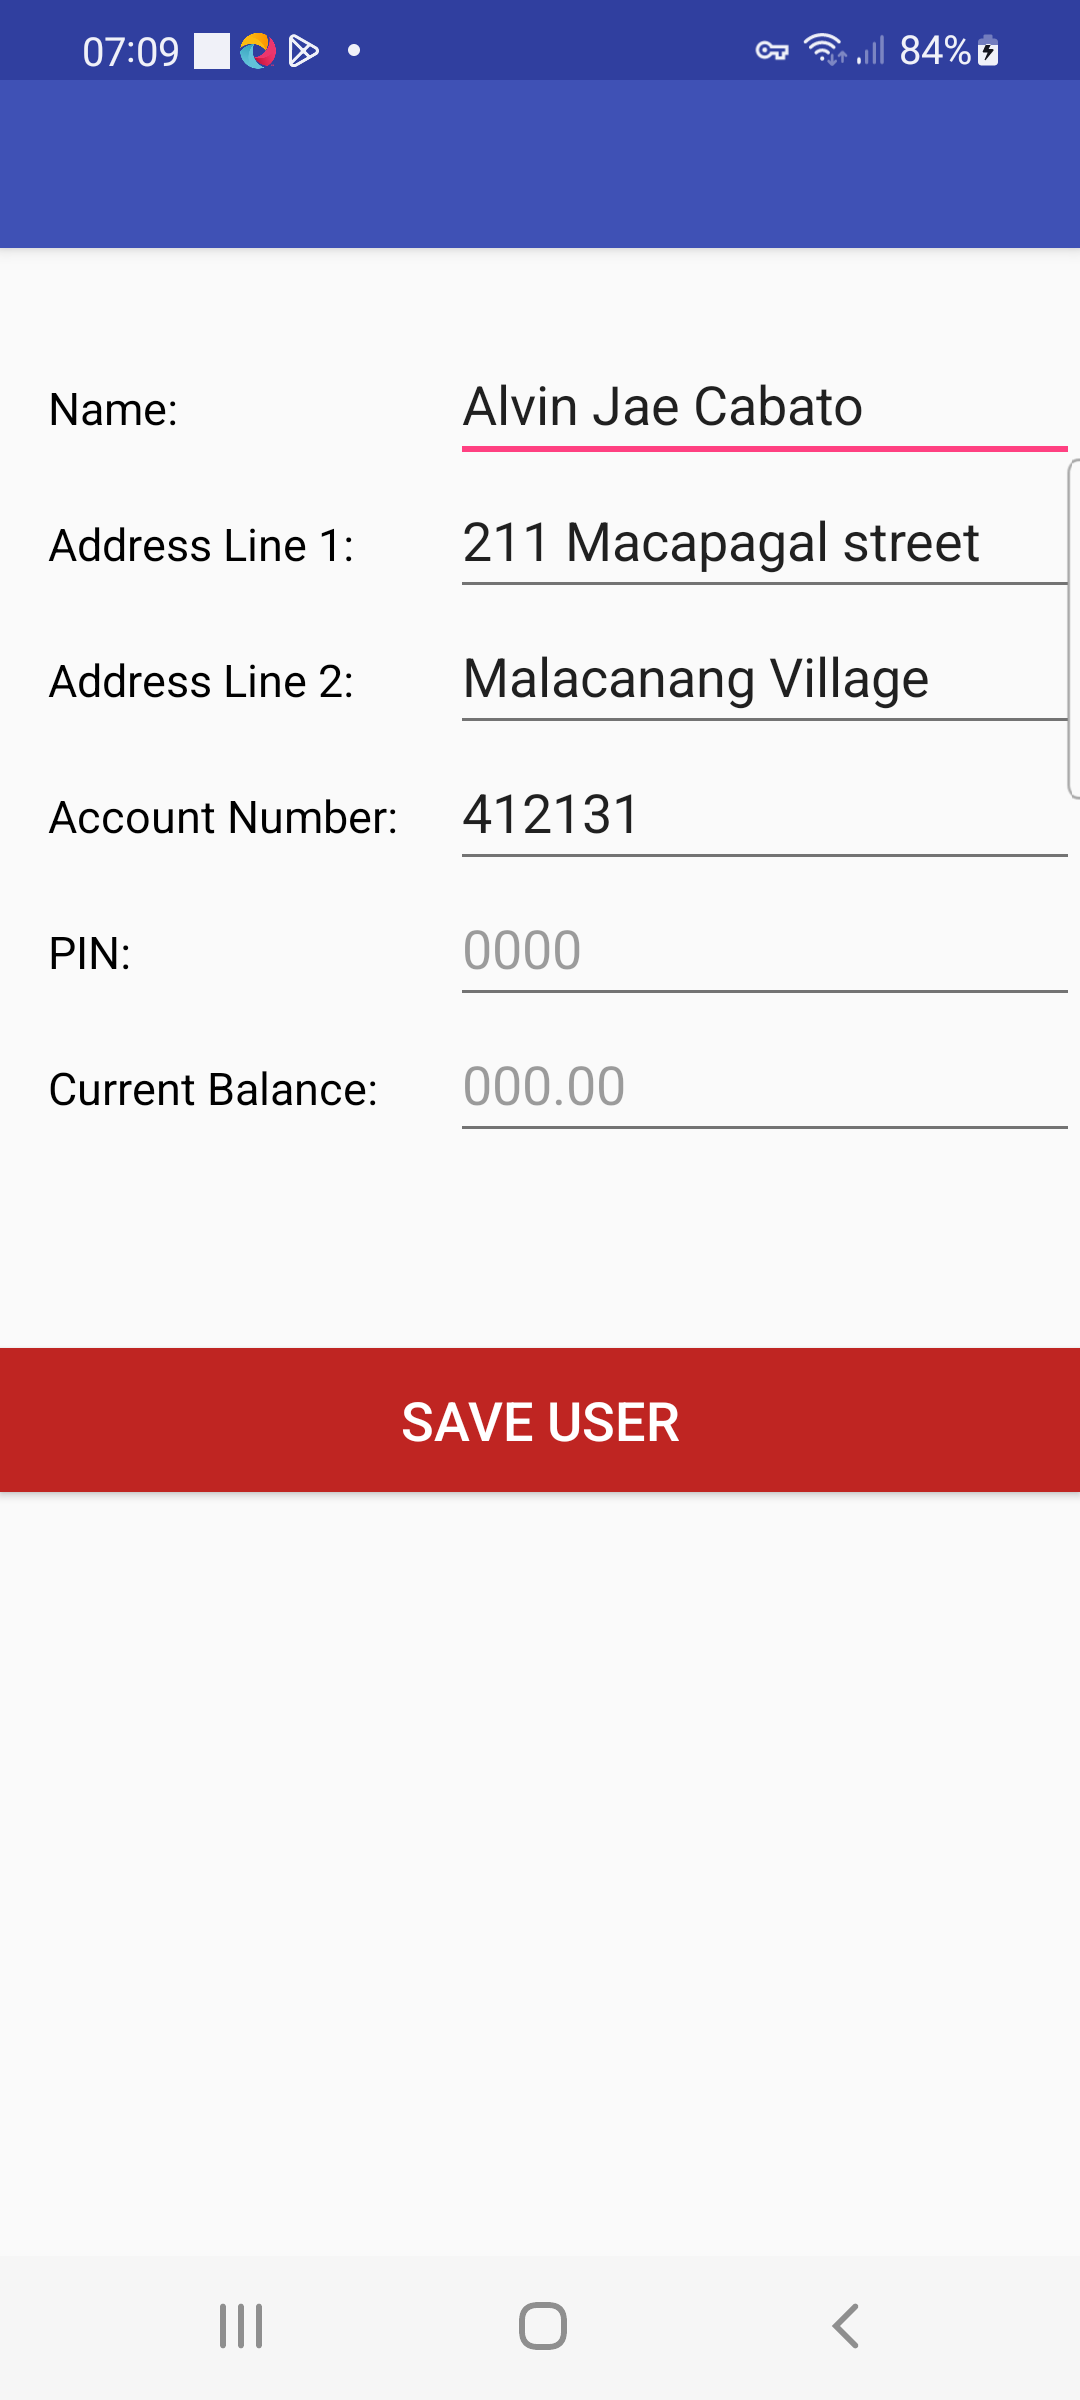 07:09 84%
Name: Alvin Jae Cabato
Address Line 1: 211 Macapagal street
Address Line 2: Malacanang Village
Account Number: 412131
PIN: 0000
Current Balance: 000.00
SAVE USER